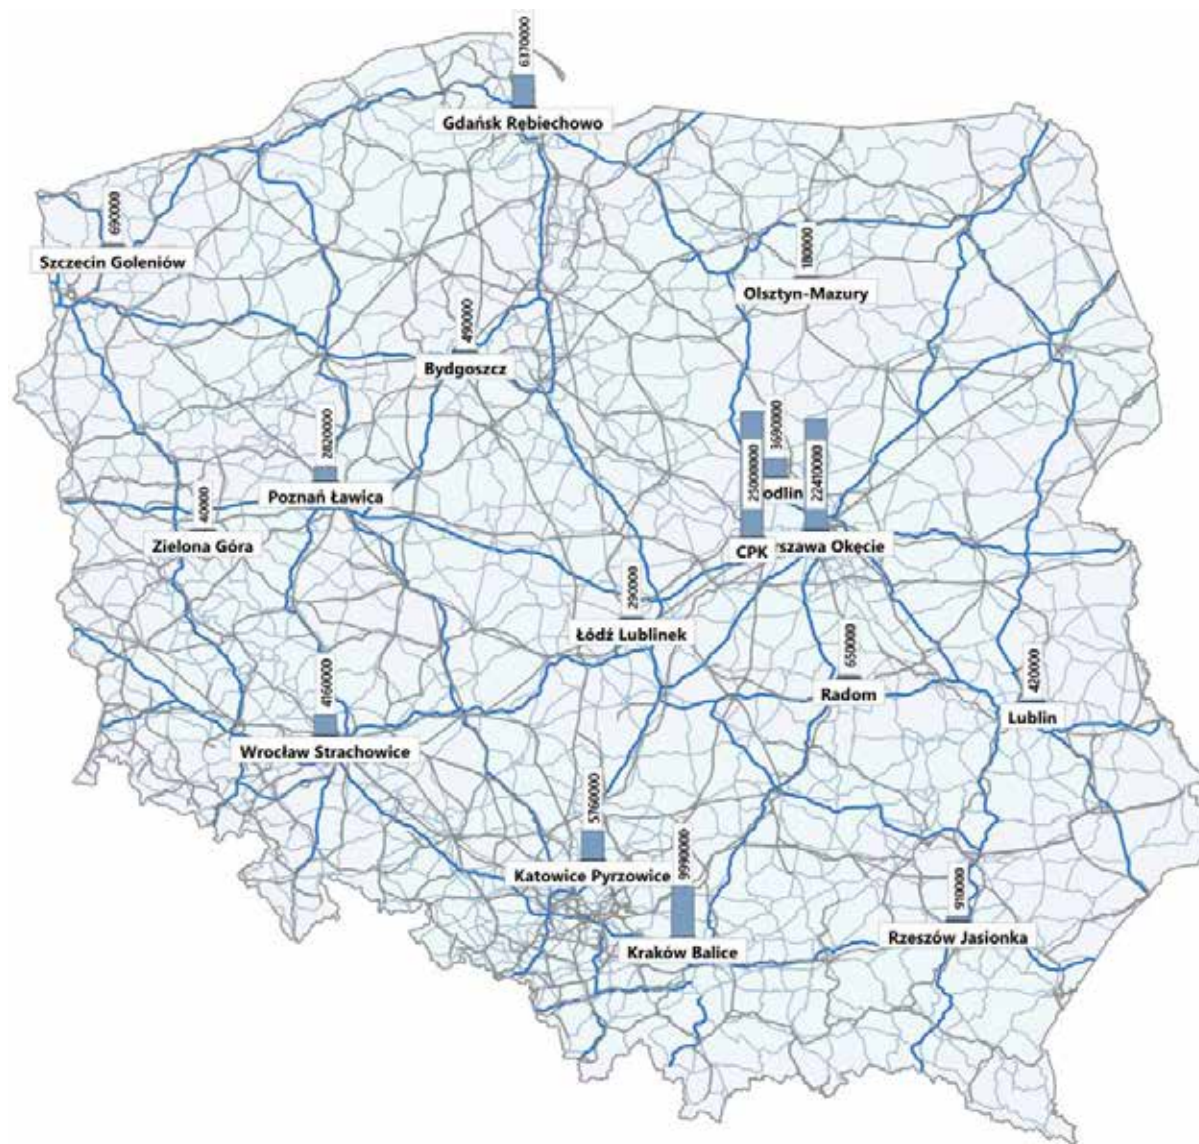 6370000
Gdańsk Rębiechowo
690000
Szczecin Goleniów
180000
Olsztyn-Mazury
490000
Bydgoszcz
2820000
Poznań Ławica
40000
Zielona Góra
3690000
odlin
25000000
CPK
22410000
rszawa Okęcie
290000
Łódź Lublinek
650000
Radom
420000
Lublin
4160000
Wrocław Strachowice
5760000
Katowice Pyrzowice
9990000
Kraków Balice
910000
Rzeszów Jasionka